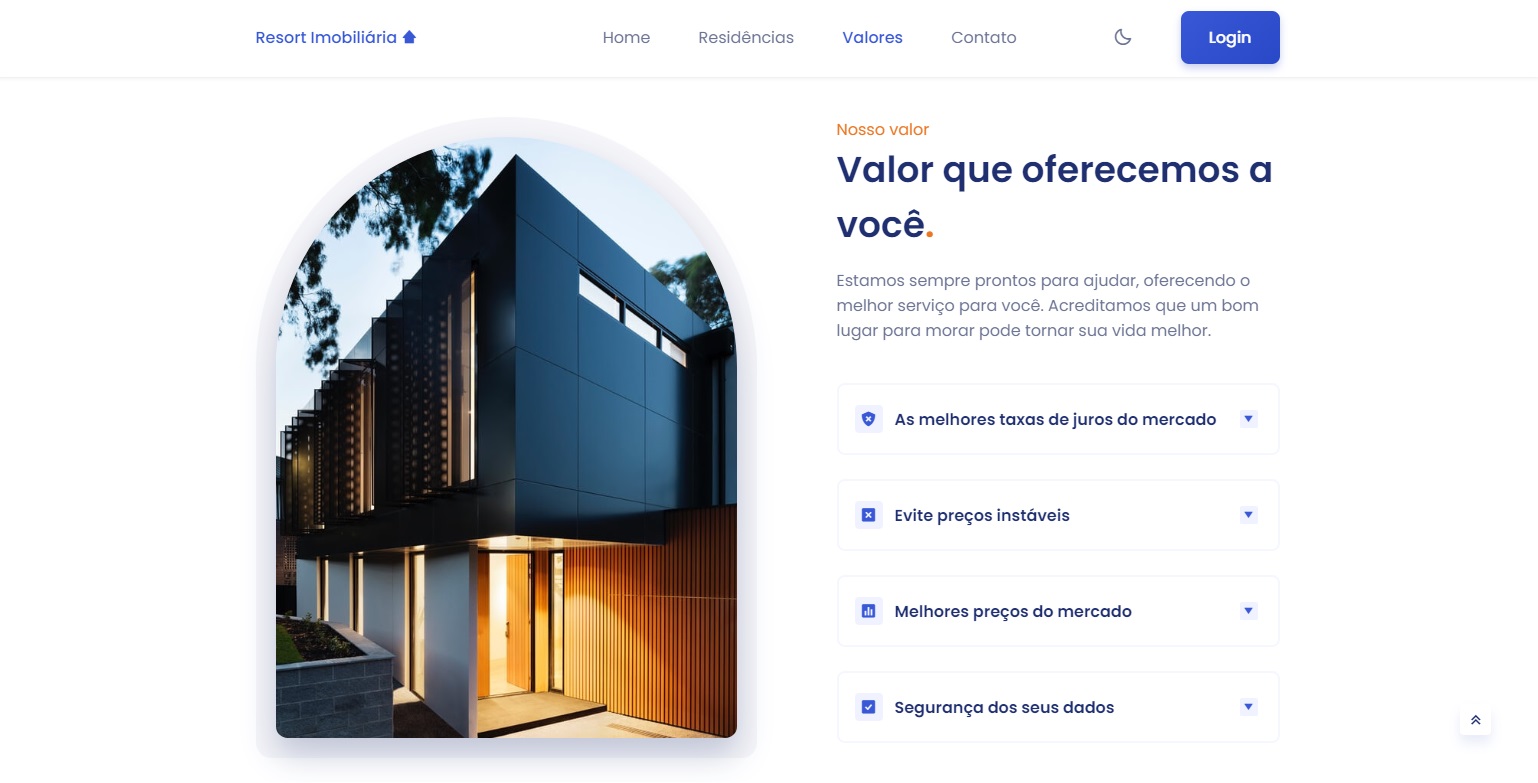 Resort Imobiliária
Home
Residências
Valores
Contato
Login
Nosso valor
Valor que oferecemos a
você.
Estamos sempre prontos para ajudar, oferecendo o
melhor serviço para você. Acreditamos que um bom
lugar para morar pode tornar sua vida melhor.
As melhores taxas de juros do mercado
Evite preços instáveis
Melhores preços do mercado
Segurança dos seus dados